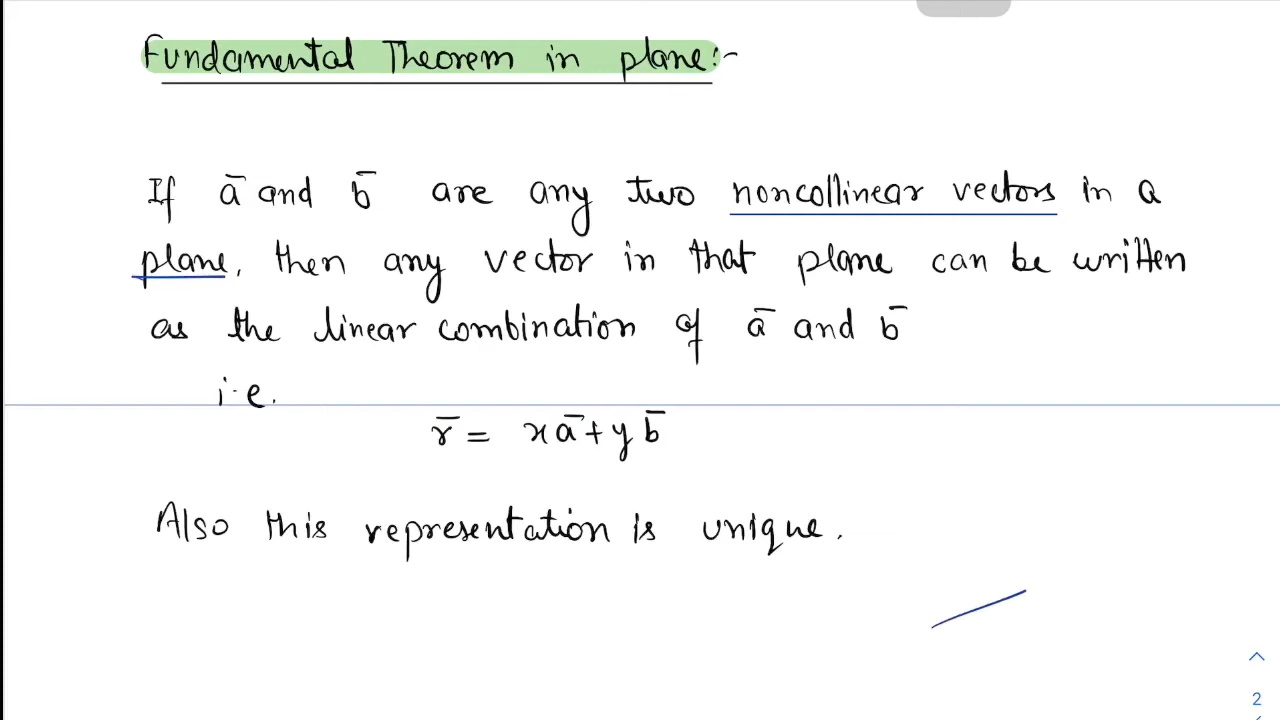 Fundamental Theorem in plane:-
If a̅ and b̅ are any two noncollinear vectors in a
plane, then any vector in that plane can be written
as the linear combination of a̅ and b̅
i.e.
r̅ = xa̅ + yb̅
Also this representation is unique.
2